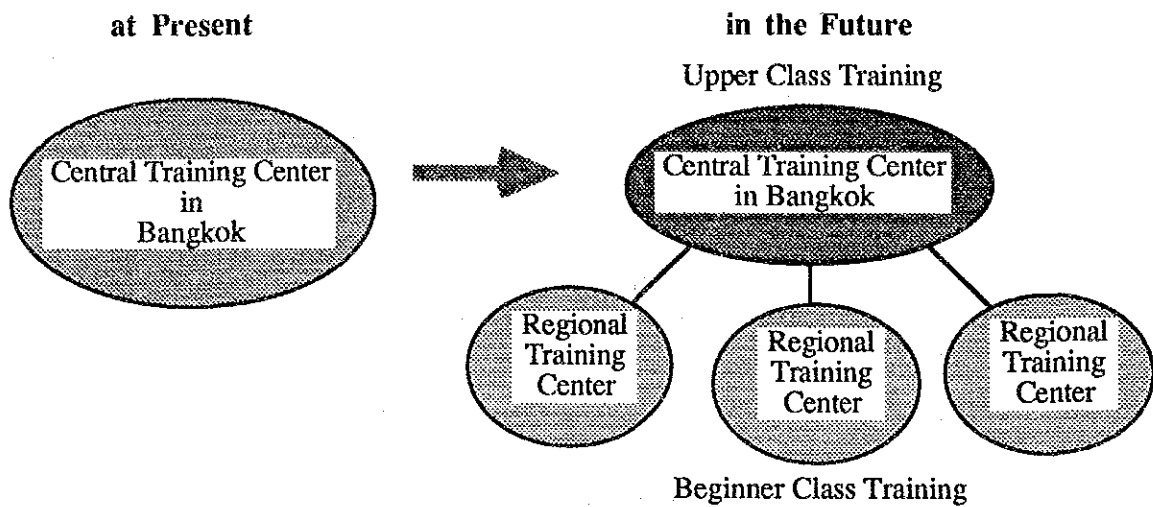 at Present
Central Training Center
in
Bangkok
in the Future
Upper Class Training
Central Training Center
in Bangkok
Regional
Training
Center
Regional
Training
Center
Regional
Training
Center
Beginner Class Training